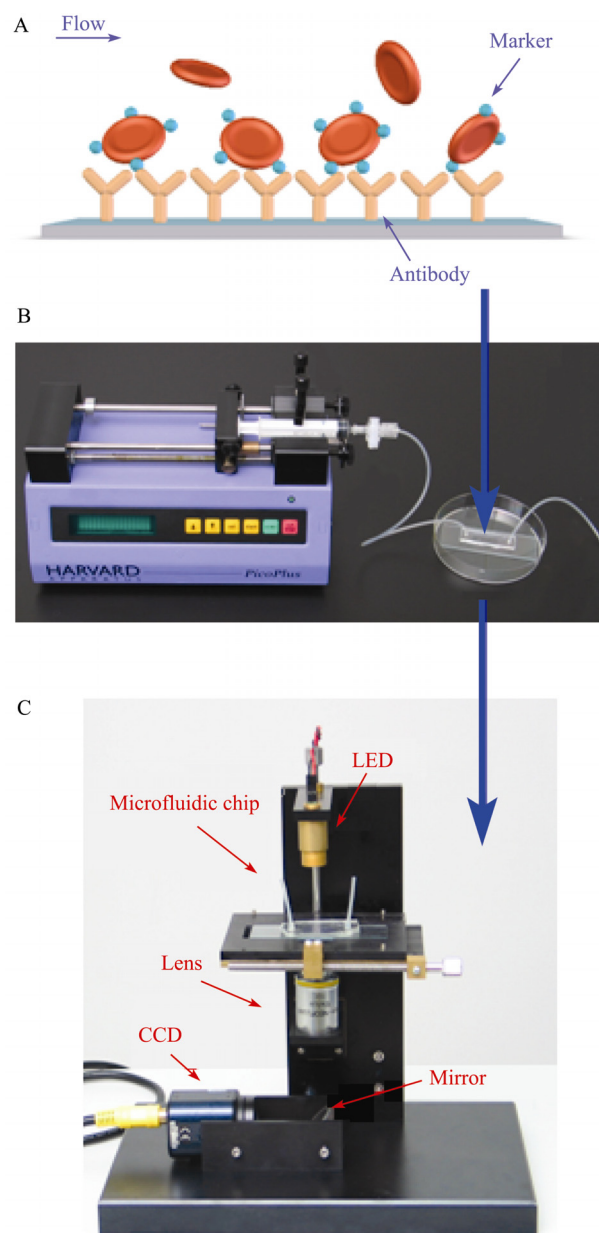 A
Flow
Marker
Antibody
B
HARVARD
APPARATUS
PicoPlus
C
LED
Microfluidic chip
Lens
CCD
Mirror